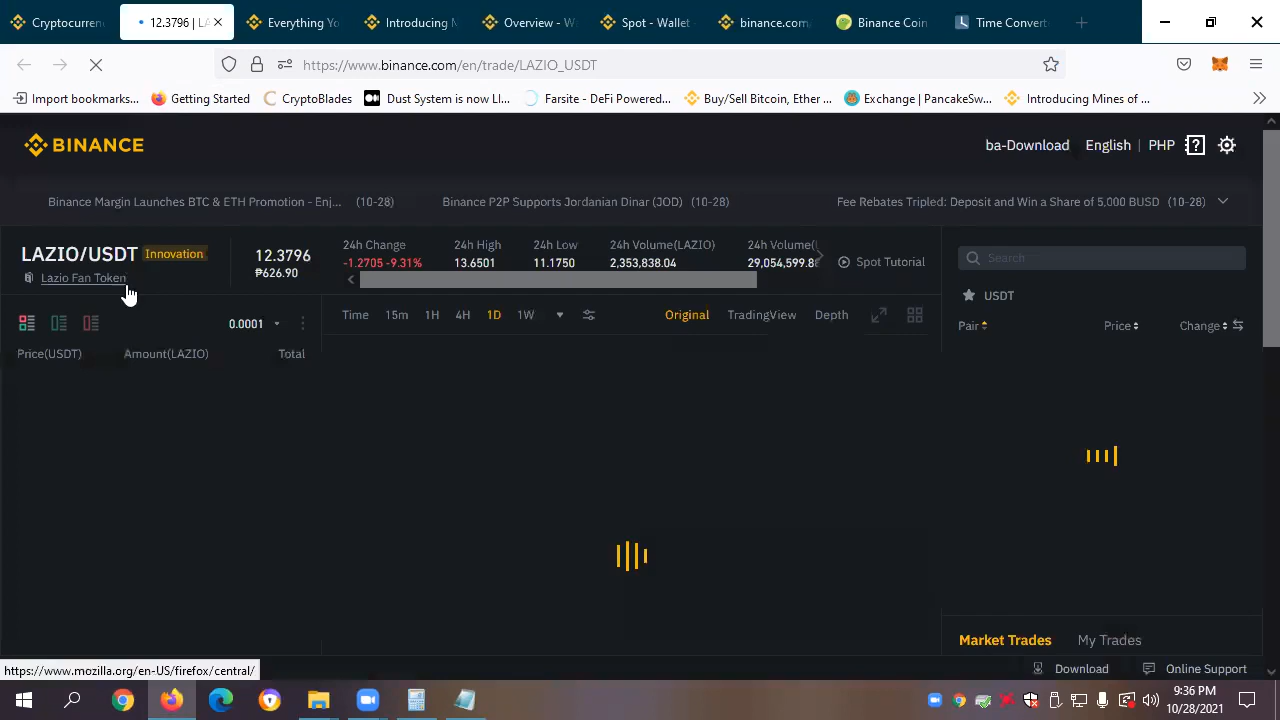 Cryptocurrenc
12.3796 | LA
Everything Yo
Introducing M
Overview - W
Spot - Wallet
binance.com
Binance Coin
Time Convert
https://www.binance.com/en/trade/LAZIO_USDT
Import bookmarks...
Getting Started
CryptoBlades
Dust System is now LI...
Farsite - DeFi Powered...
Buy/Sell Bitcoin, Ether ...
Exchange | PancakeSw...
Introducing Mines of ...
BINANCE
ba-Download
English | PHP
Binance Margin Launches BTC & ETH Promotion - Enj... (10-28)
Binance P2P Supports Jordanian Dinar (JOD) (10-28)
Fee Rebates Tripled: Deposit and Win a Share of 5,000 BUSD (10-28)
LAZIO/USDT Innovation
Lazio Fan Token
12.3796
₱626.90
24h Change
-1.2705 -9.31%
24h High
13.6501
24h Low
11.1750
24h Volume(LAZIO)
2,353,838.04
24h Volume(
29,054,599.8
Spot Tutorial
Search
USDT
Pair Price Change
0.0001
Price(USDT) Amount(LAZIO) Total
Time 15m 1H 4H 1D 1W
Original TradingView Depth
Market Trades My Trades
Download Online Support
https://www.mozilla.org/en-US/firefox/central/
9:36 PM
10/28/2021